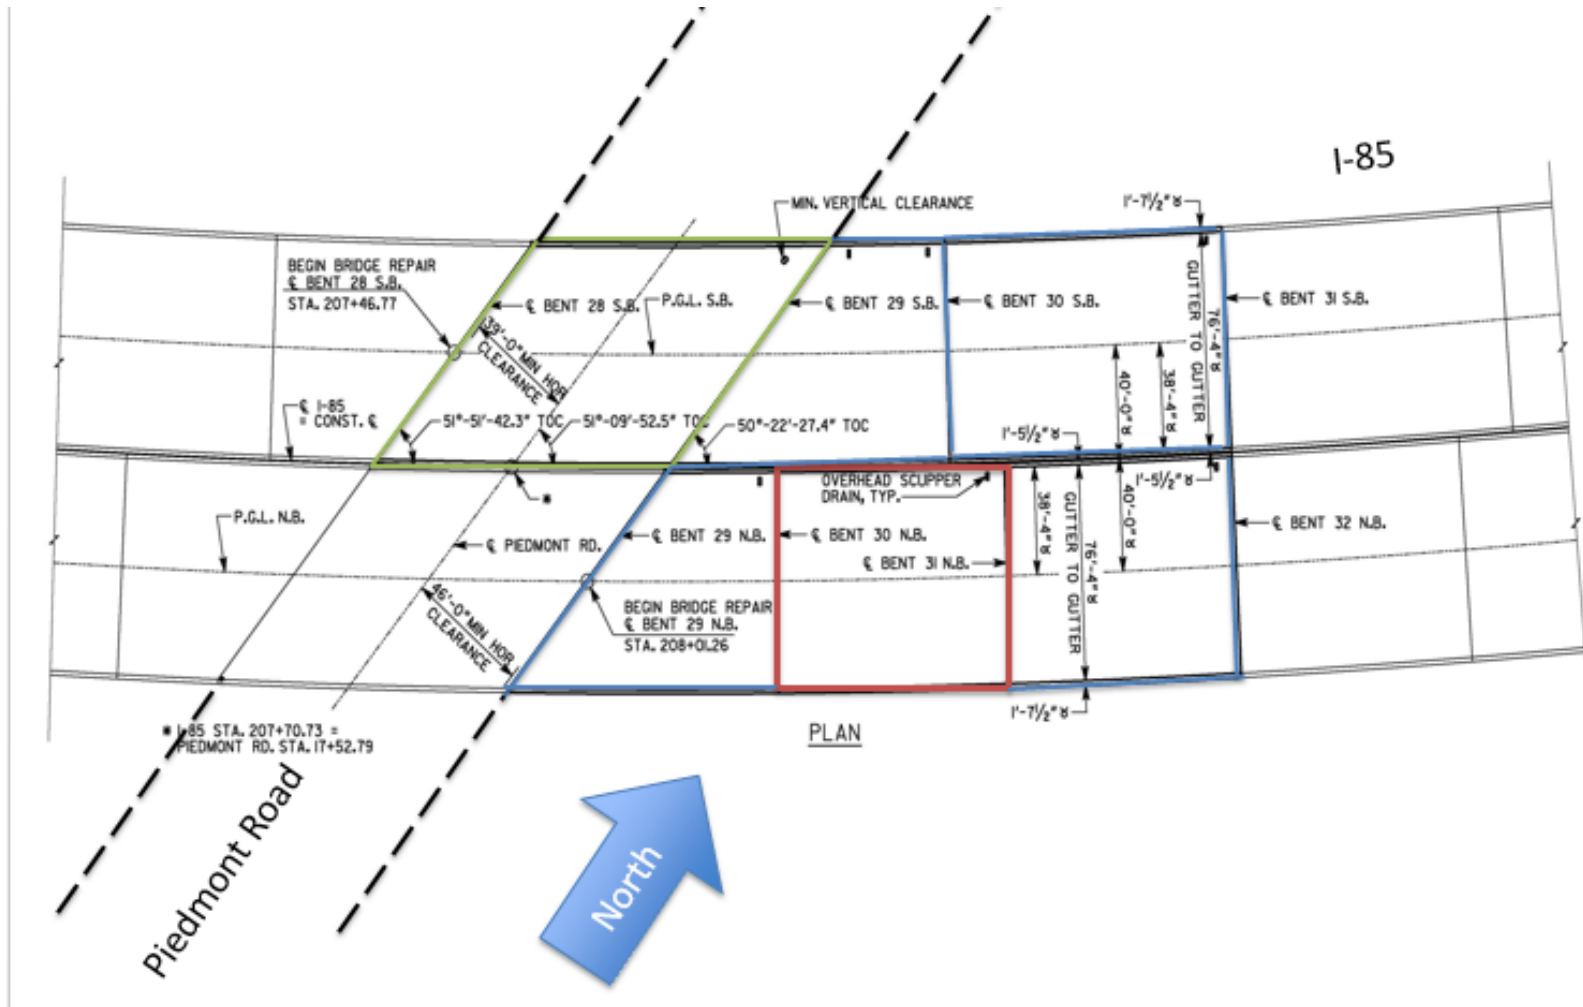 I-85
MIN. VERTICAL CLEARANCE
1'-7½" ±
BEGIN BRIDGE REPAIR
℄ BENT 28 S.B.
STA. 207+46.77
℄ BENT 28 S.B.
P.G.L. S.B.
℄ BENT 29 S.B.
℄ BENT 30 S.B.
℄ BENT 31 S.B.
76'-4" ±
GUTTER TO GUTTER
39'-0" MIN HOR
CLEARANCE
40'-0" ±
38'-4" ±
℄ I-85
= CONST. ℄
51°-51'-42.3" TOC
51°-09'-52.5" TOC
50°-22'-27.4" TOC
1'-5½" ±
1'-5½" ±
OVERHEAD SCUPPER
DRAIN, TYP.
*
P.G.L. N.B.
℄ PIEDMONT RD.
℄ BENT 29 N.B.
℄ BENT 30 N.B.
℄ BENT 31 N.B.
38'-4" ±
76'-4" ±
GUTTER TO GUTTER
40'-0" ±
℄ BENT 32 N.B.
46'-0" MIN HOR
CLEARANCE
BEGIN BRIDGE REPAIR
℄ BENT 29 N.B.
STA. 208+01.26
1'-7½" ±
* I-85 STA. 207+70.73 =
PIEDMONT RD. STA. 17+52.79
PLAN
Piedmont Road
North